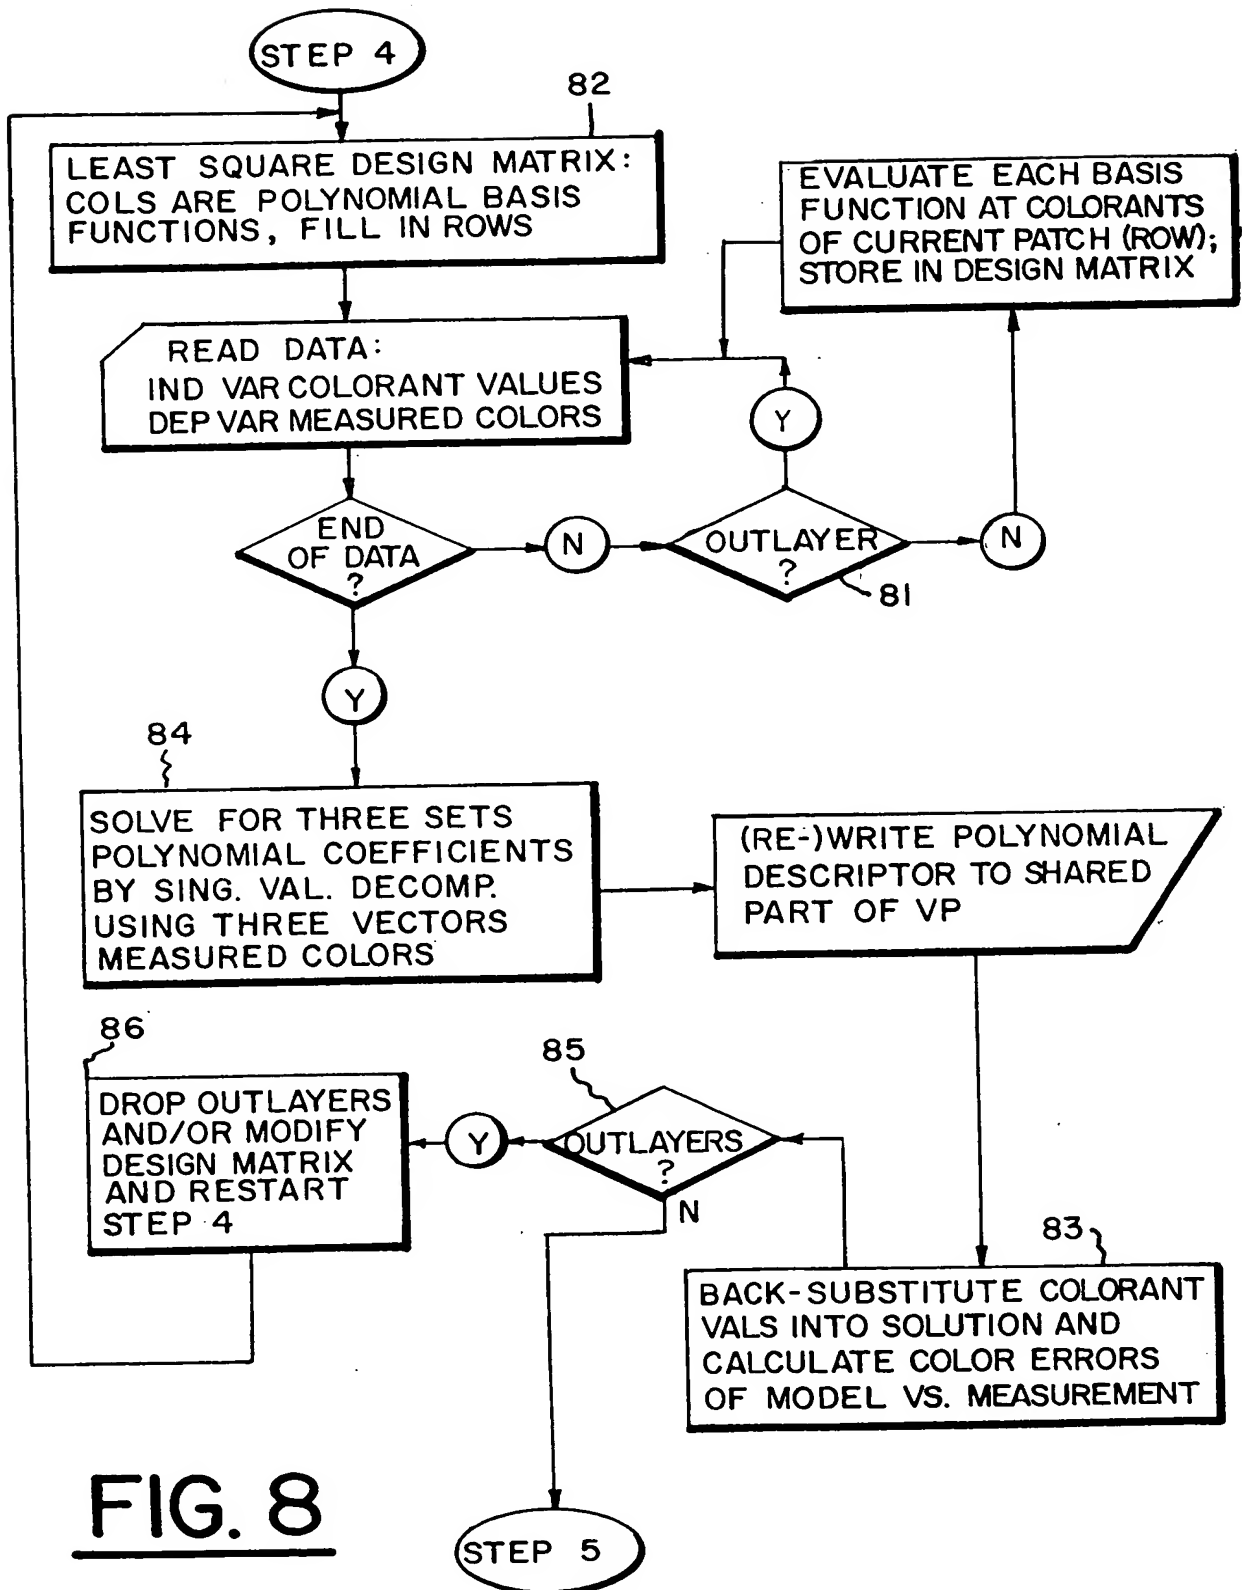 STEP 4
82
LEAST SQUARE DESIGN MATRIX:
COLS ARE POLYNOMIAL BASIS
FUNCTIONS, FILL IN ROWS
EVALUATE EACH BASIS
FUNCTION AT COLORANTS
OF CURRENT PATCH (ROW);
STORE IN DESIGN MATRIX
READ DATA:
IND VAR COLORANT VALUES
DEP VAR MEASURED COLORS
Y
END
OF DATA
?
N
OUTLAYER
?
N
81
Y
84
SOLVE FOR THREE SETS
POLYNOMIAL COEFFICIENTS
BY SING. VAL. DECOMP.
USING THREE VECTORS
MEASURED COLORS
(RE-)WRITE POLYNOMIAL
DESCRIPTOR TO SHARED
PART OF VP
86
DROP OUTLAYERS
AND/OR MODIFY
DESIGN MATRIX
AND RESTART
STEP 4
Y
85
OUTLAYERS
?
N
83
BACK-SUBSTITUTE COLORANT
VALS INTO SOLUTION AND
CALCULATE COLOR ERRORS
OF MODEL VS. MEASUREMENT
FIG. 8
STEP 5